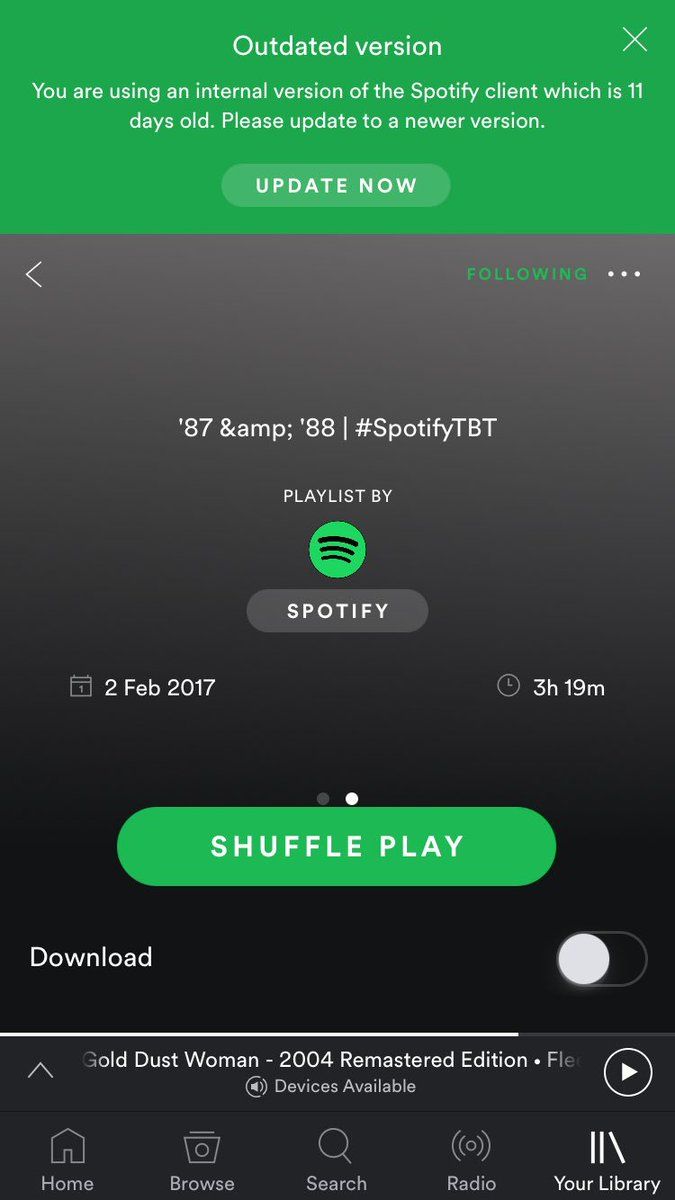 Outdated version
You are using an internal version of the Spotify client which is 11
days old. Please update to a newer version.
UPDATE NOW
FOLLOWING
'87 &amp; '88 | #SpotifyTBT
PLAYLIST BY
SPOTIFY
1
2 Feb 2017
3h 19m
SHUFFLE PLAY
Download
Gold Dust Woman - 2004 Remastered Edition • Flee
Devices Available
Home
Browse
Search
Radio
Your Library